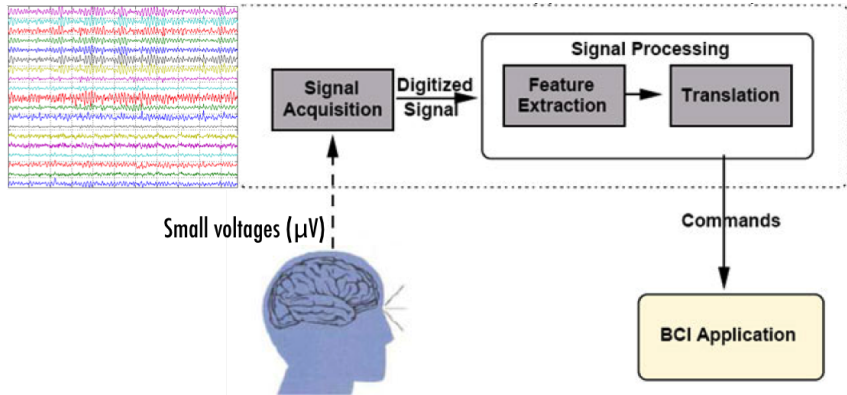 Signal Processing
Signal
Acquisition
Digitized
Signal
Feature
Extraction
Translation
Small voltages (μV)
Commands
BCI Application